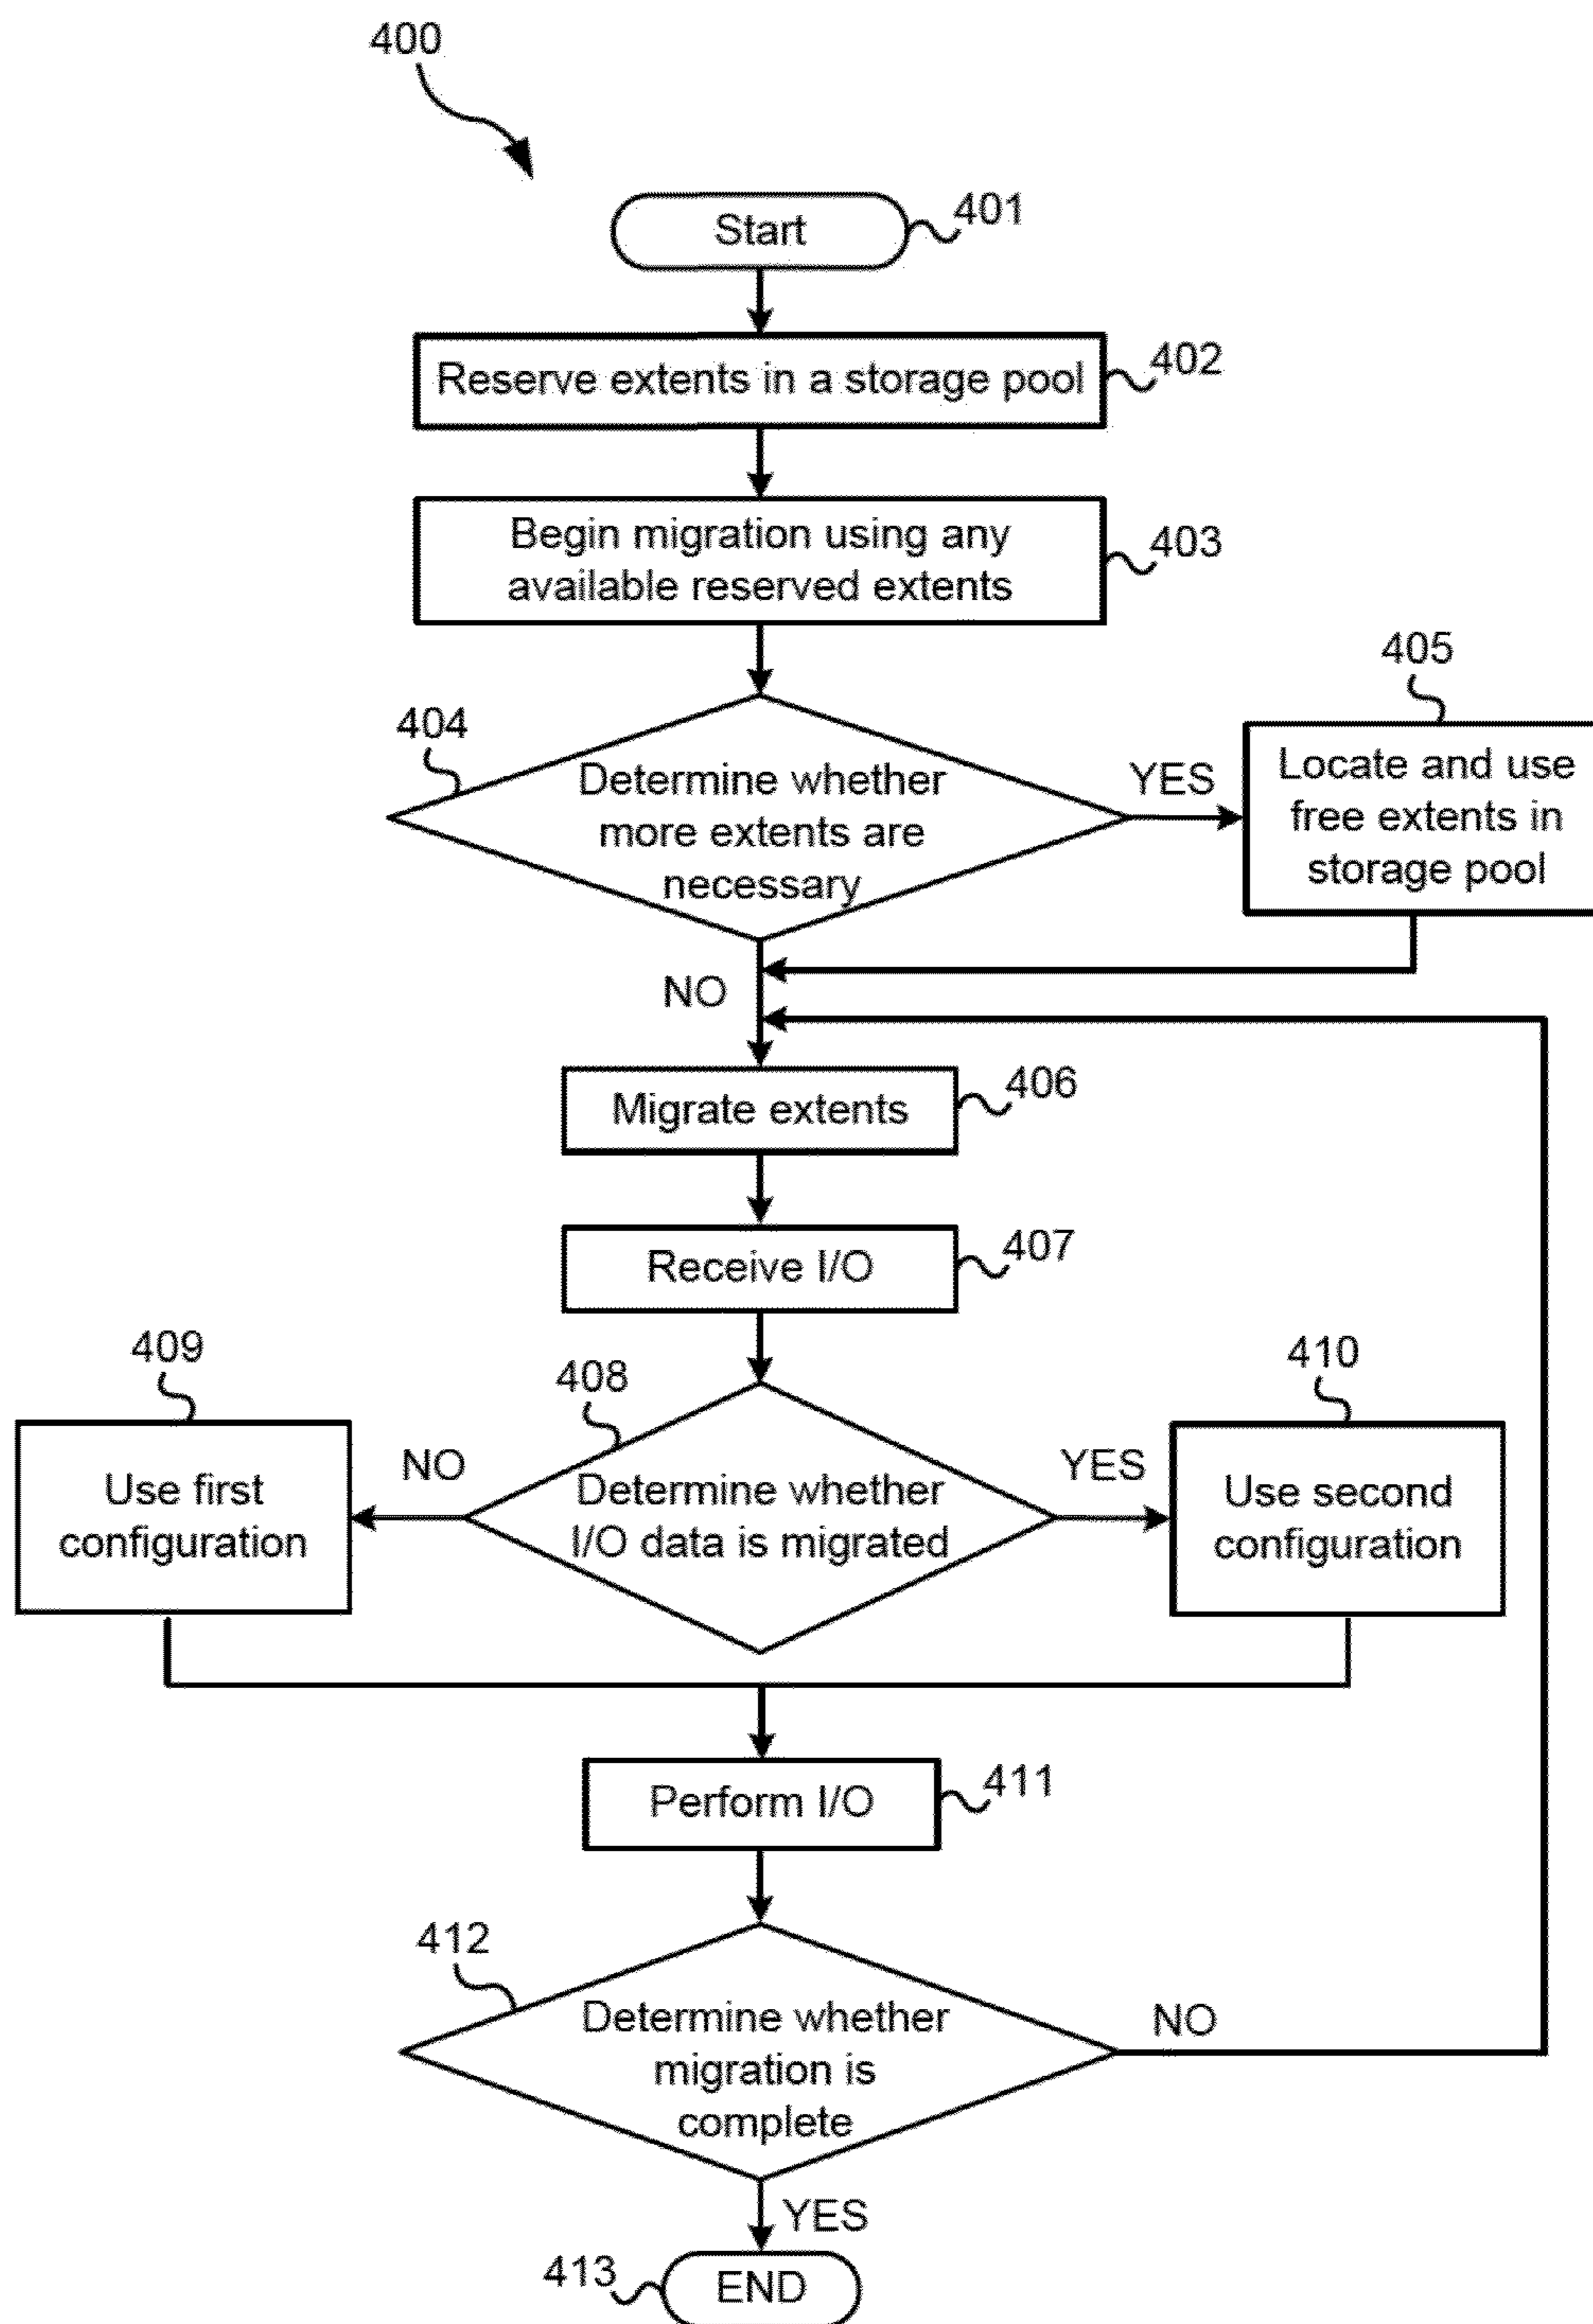 400
Start
401
Reserve extents in a storage pool
402
Begin migration using any
available reserved extents
403
404
Determine whether
more extents are
necessary
YES
405
Locate and use
free extents in
storage pool
NO
Migrate extents
406
Receive I/O
407
408
Determine whether
I/O data is migrated
NO
409
Use first
configuration
YES
410
Use second
configuration
Perform I/O
411
412
Determine whether
migration is
complete
NO
YES
413
END